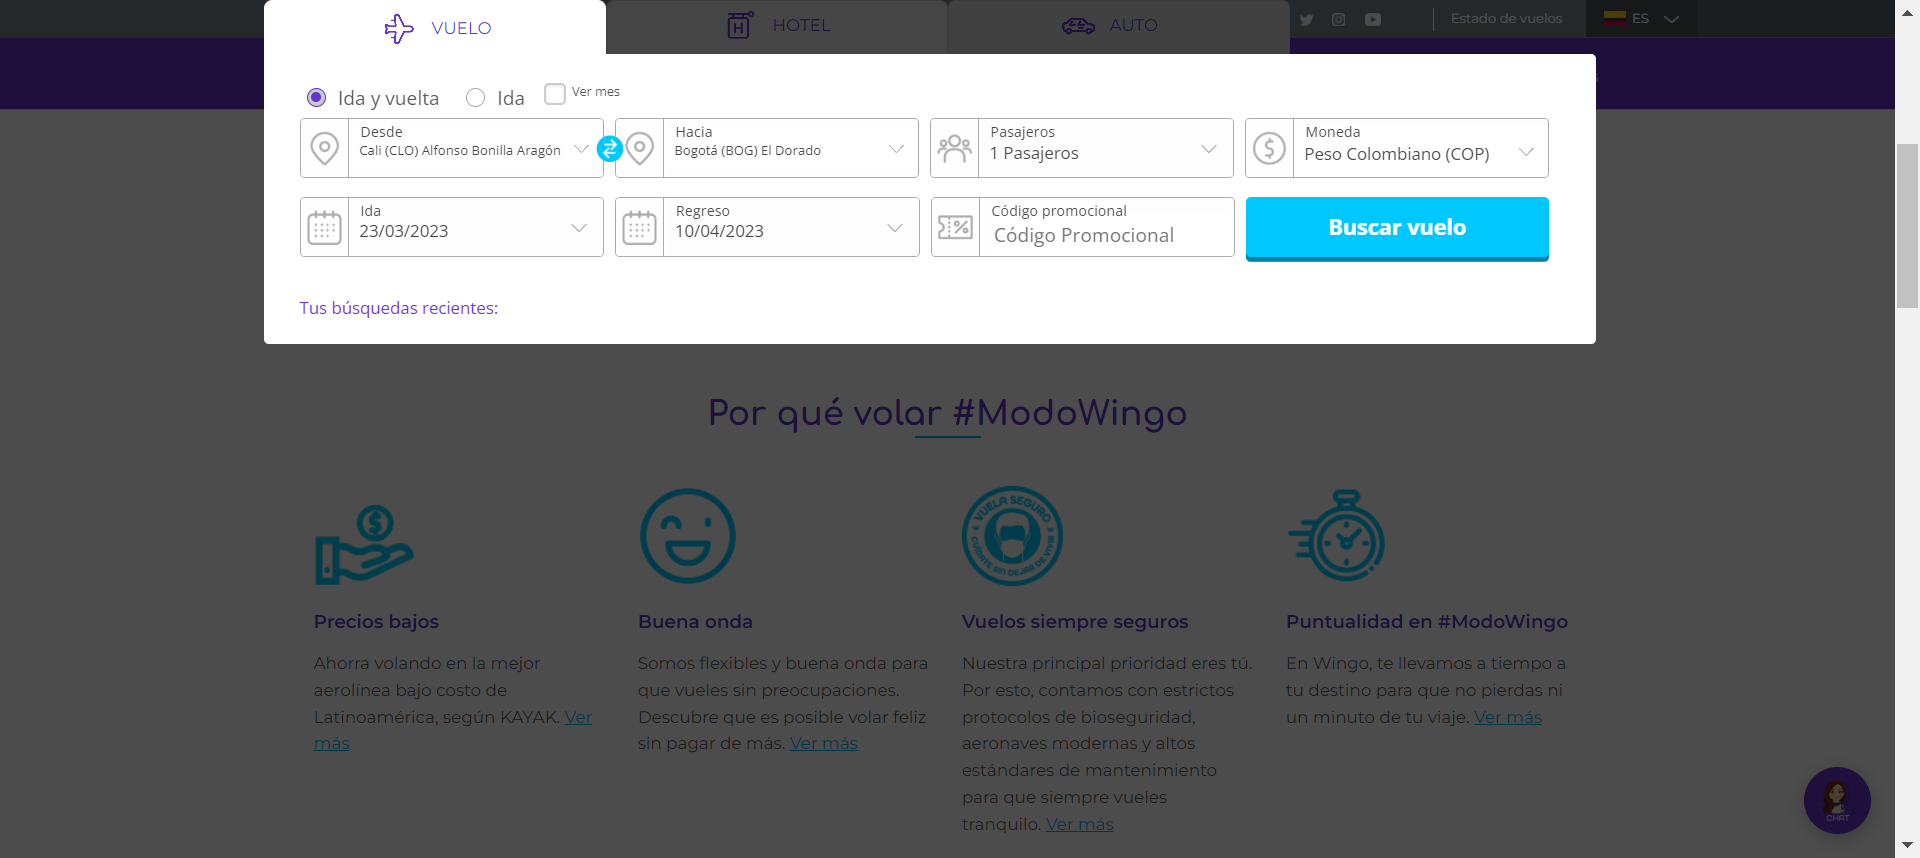 VUELO
HOTEL
AUTO
Estado de vuelos
ES
Ida y vuelta
Ida
Ver mes
Desde
Cali (CLO) Alfonso Bonilla Aragón
Hacia
Bogotá (BOG) El Dorado
Pasajeros
1 Pasajeros
Moneda
Peso Colombiano (COP)
Ida
23/03/2023
Regreso
10/04/2023
Código promocional
Código Promocional
Buscar vuelo
Tus búsquedas recientes:
Por qué volar #ModoWingo
VUELA SEGURO
CUÍDATE SIN DEJAR DE VIVIR
Precios bajos
Ahorra volando en la mejor
aerolínea bajo costo de
Latinoamérica, según KAYAK. Ver
más
Buena onda
Somos flexibles y buena onda para
que vueles sin preocupaciones.
Descubre que es posible volar feliz
sin pagar de más. Ver más
Vuelos siempre seguros
Nuestra principal prioridad eres tú.
Por esto, contamos con estrictos
protocolos de bioseguridad,
aeronaves modernas y altos
estándares de mantenimiento
para que siempre vueles
tranquilo. Ver más
Puntualidad en #ModoWingo
En Wingo, te llevamos a tiempo a
tu destino para que no pierdas ni
un minuto de tu viaje. Ver más
CHAT